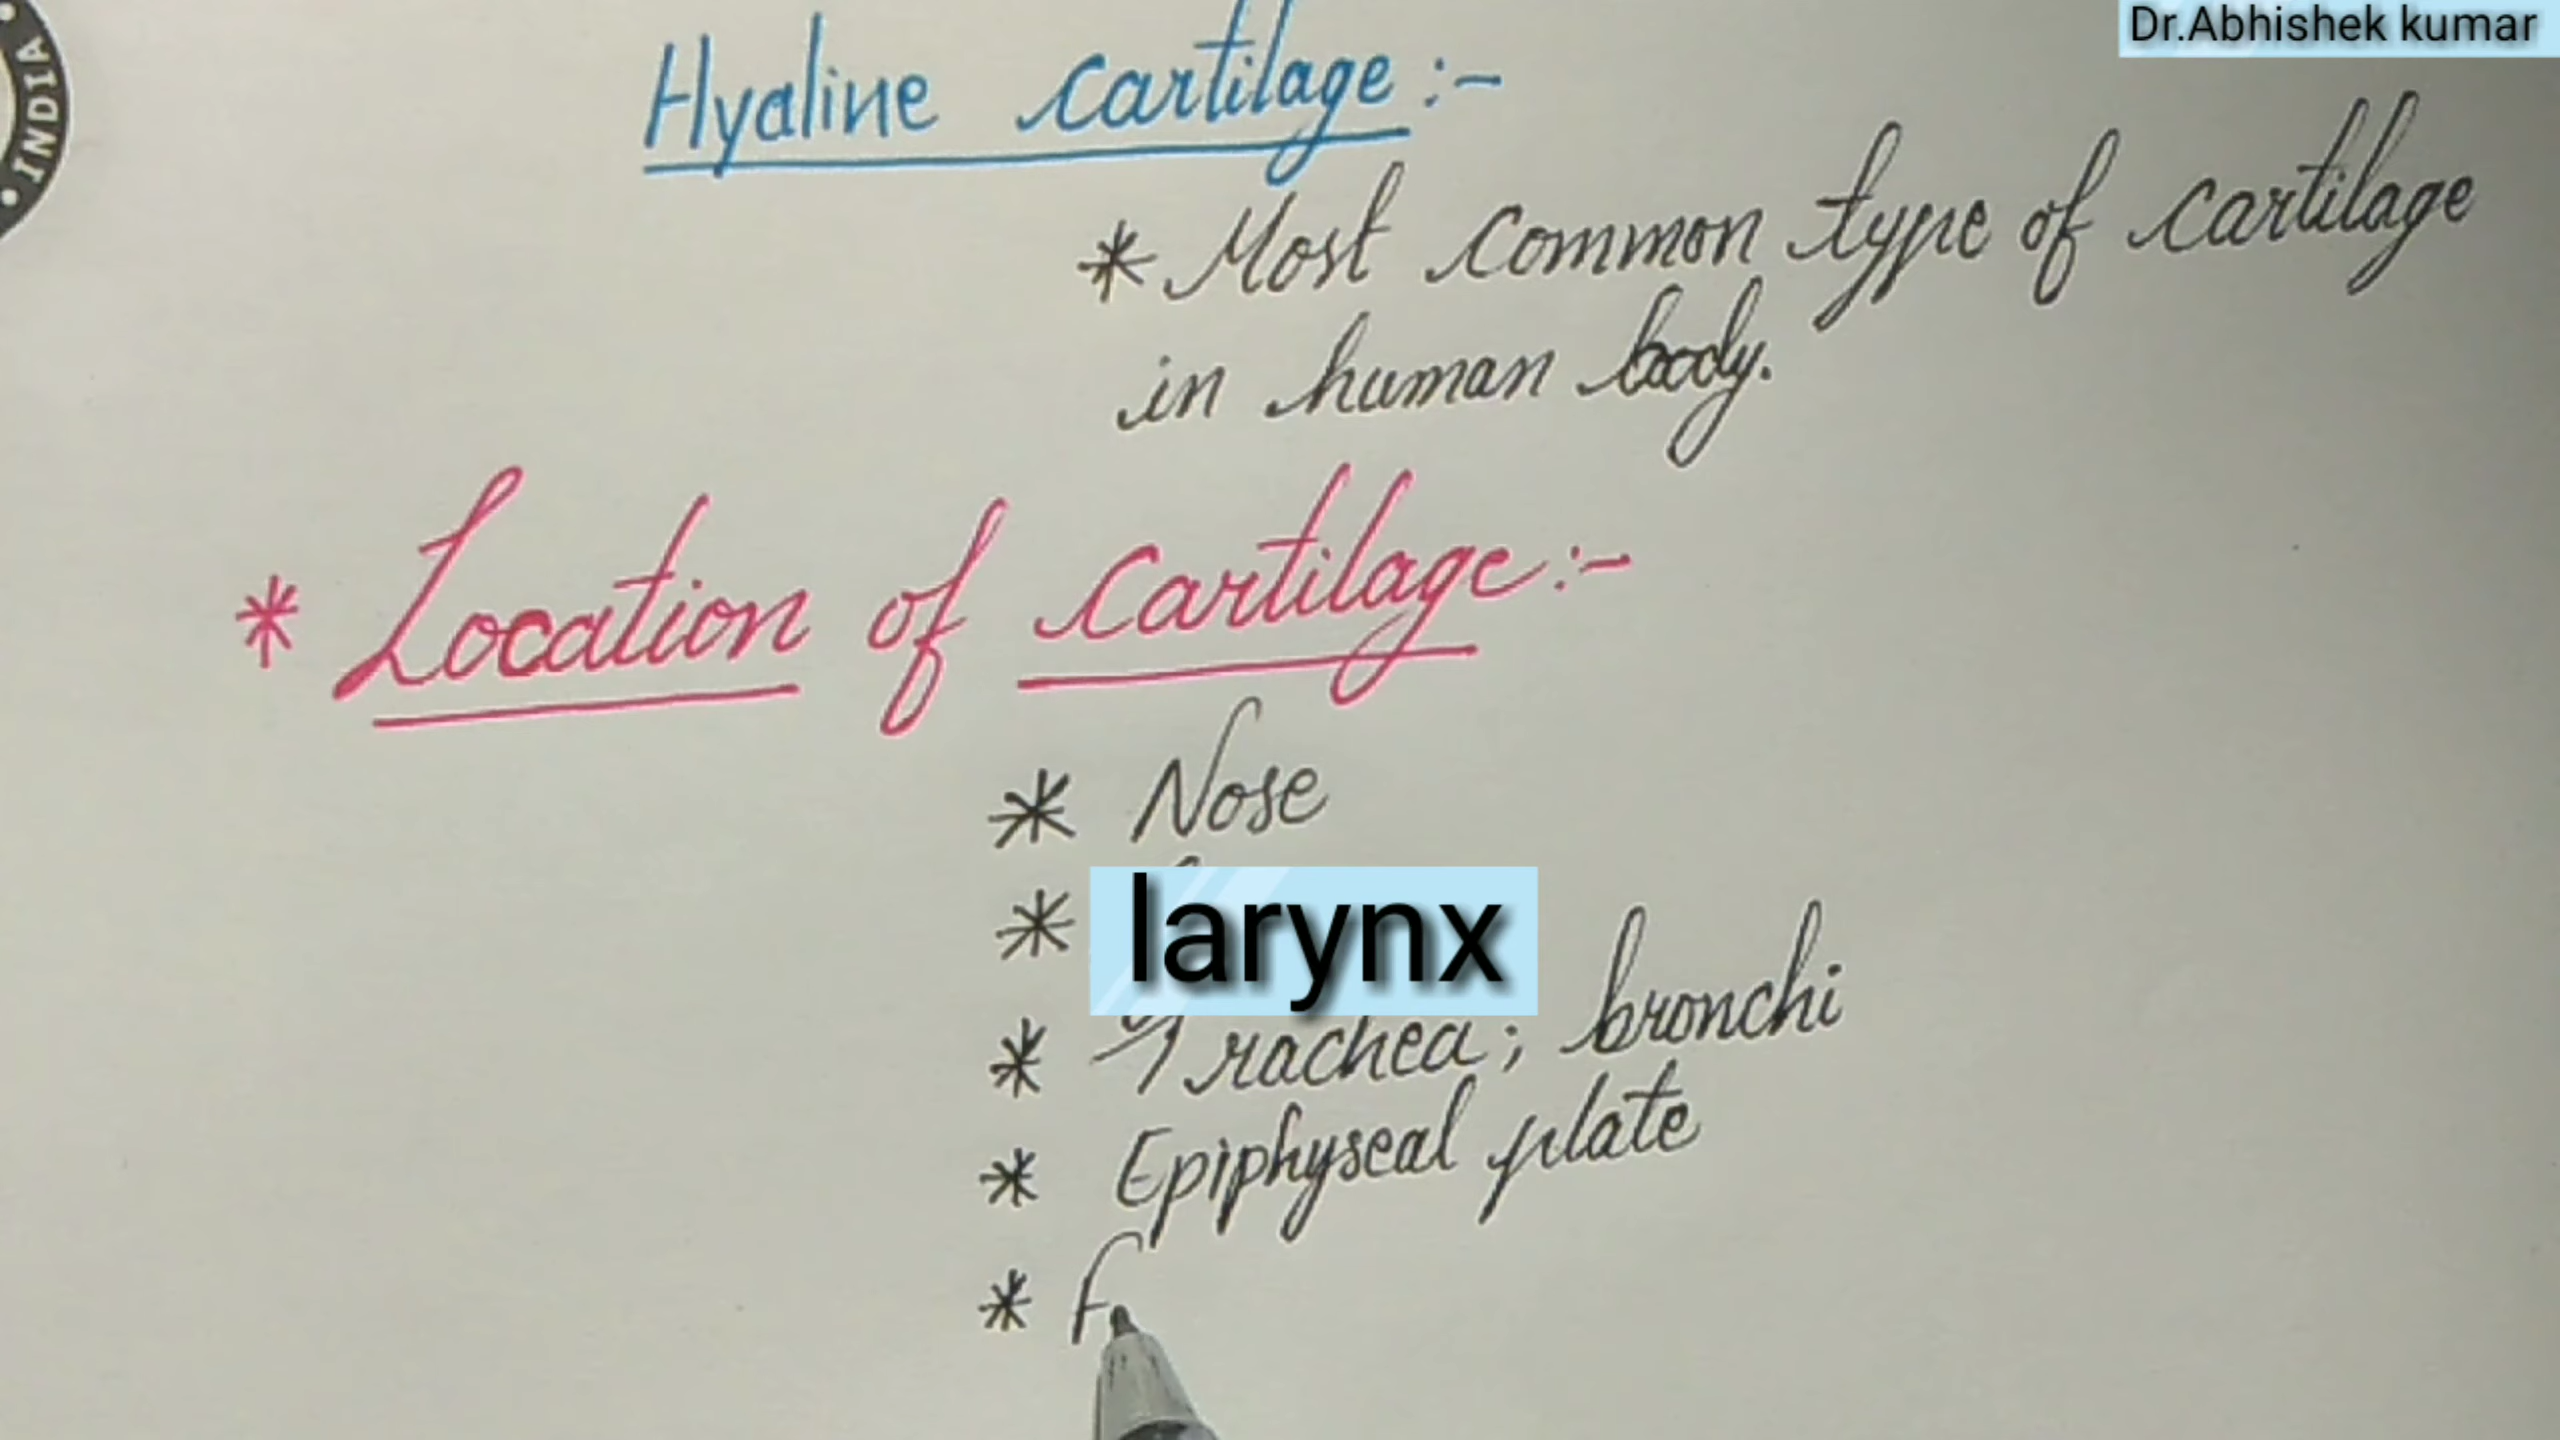 Dr.Abhishek kumar
• INDIA •
Hyaline cartilage :-
* Most common type of cartilage
in human body.
* Location of cartilage :-
* Nose
* larynx
* Trachea ; bronchi
* Epiphyseal plate
*